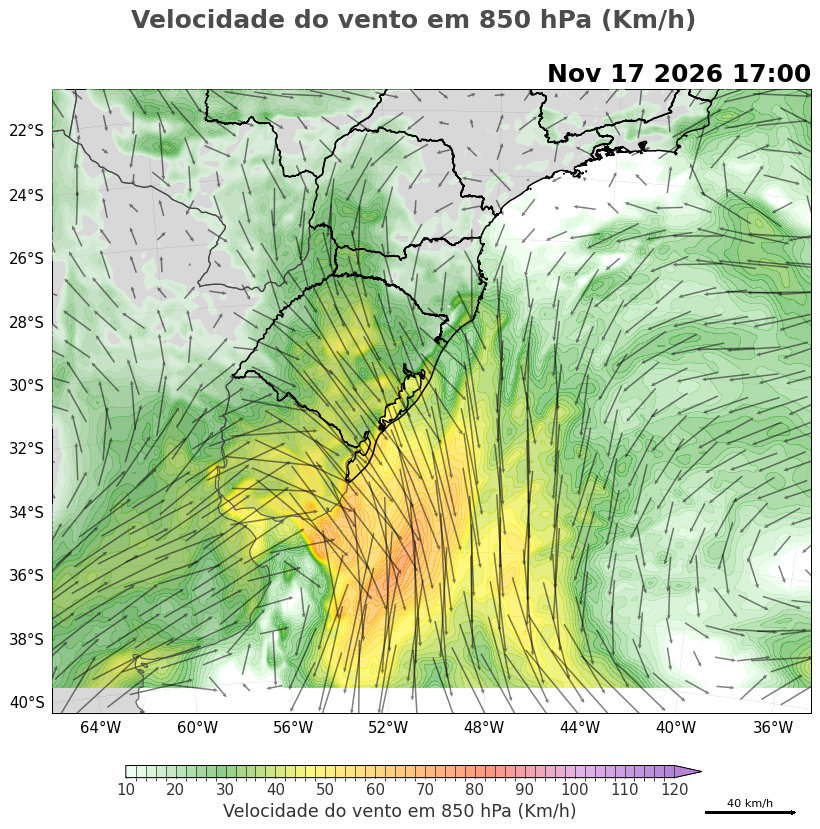 Velocidade do vento em 850 hPa (Km/h)
Nov 17 2026 17:00
22°S
24°S
26°S
28°S
30°S
32°S
34°S
36°S
38°S
40°S
64°W 60°W 56°W 52°W 48°W 44°W 40°W 36°W
10 20 30 40 50 60 70 80 90 100 110 120
Velocidade do vento em 850 hPa (Km/h)
40 km/h